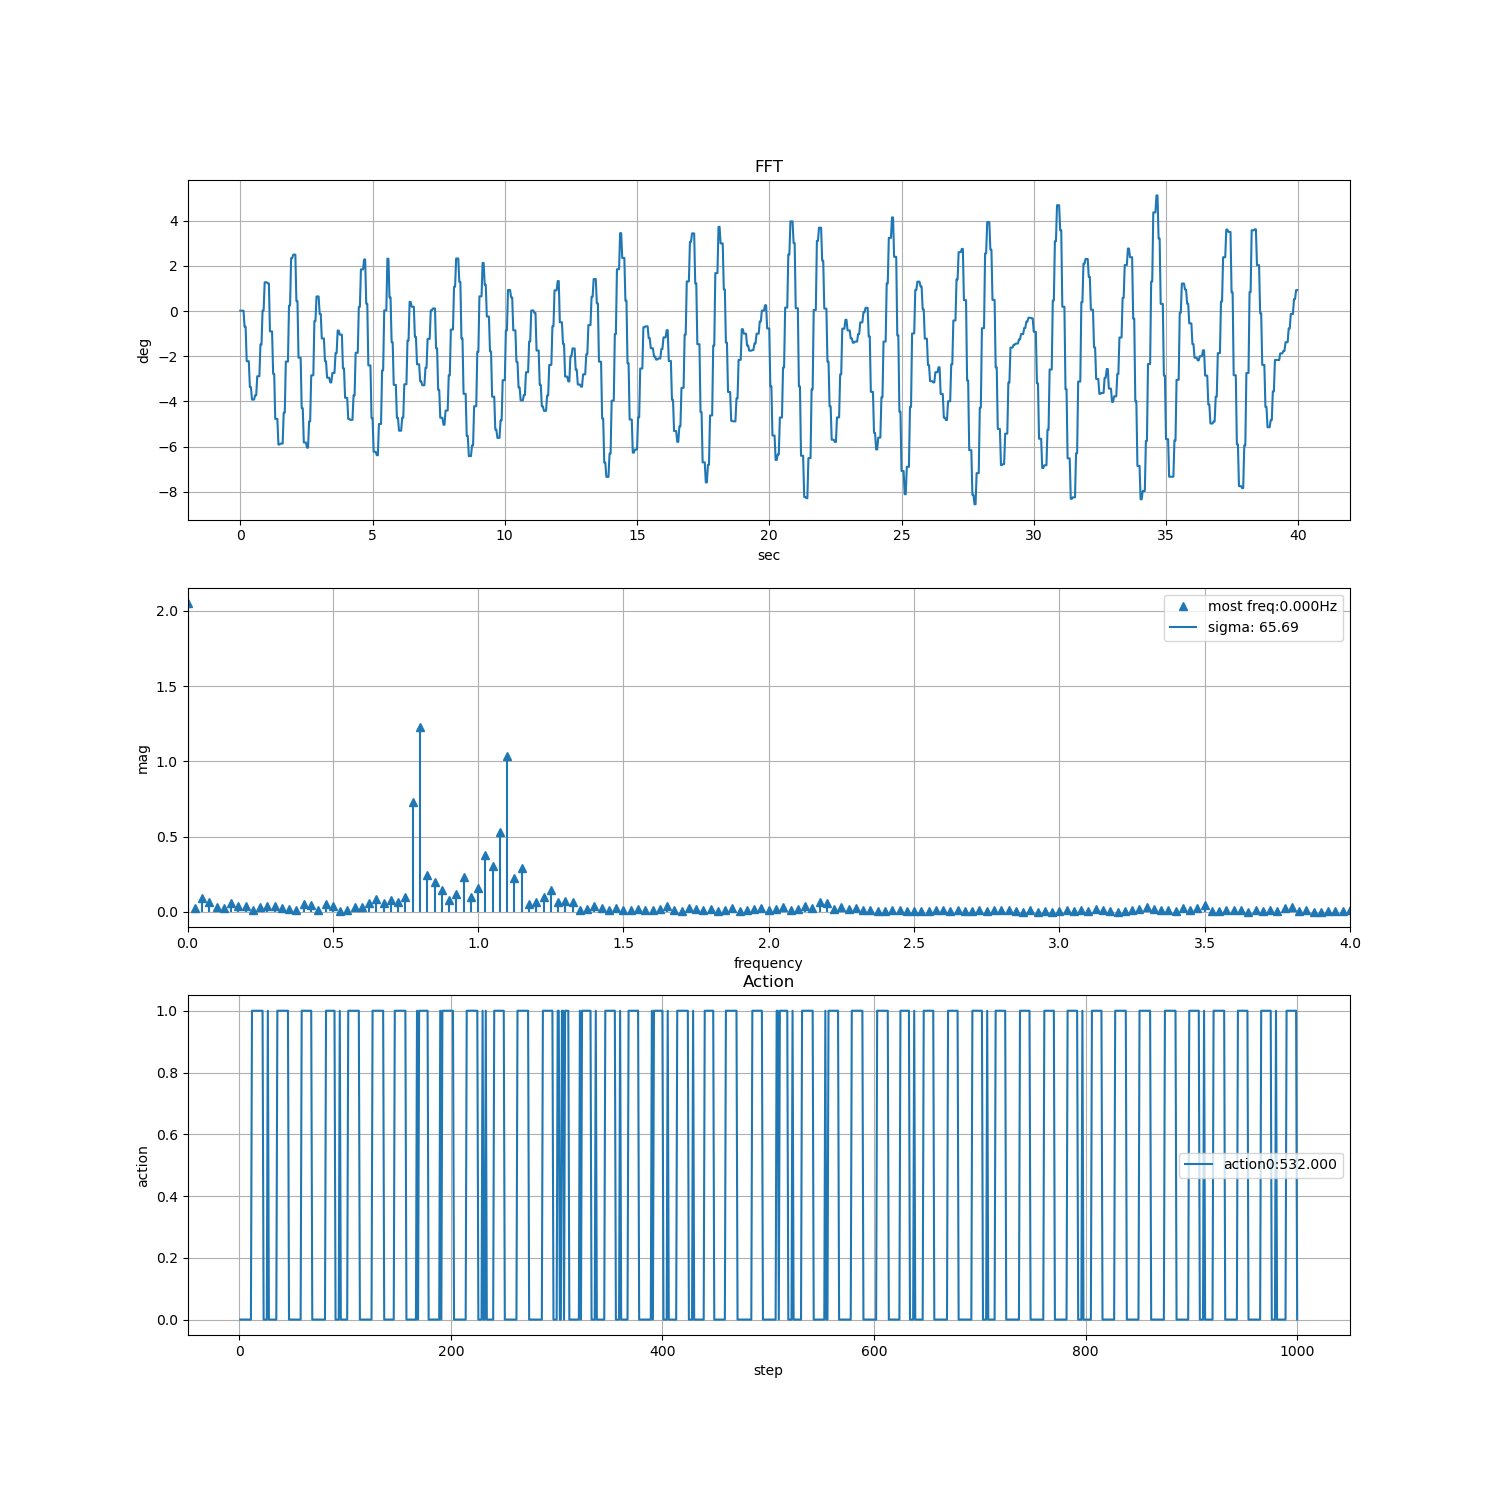 FFT
4
2
0
−2
−4
−6
−8
deg
0 5 10 15 20 25 30 35 40
sec
2.0
1.5
1.0
0.5
0.0
mag
most freq:0.000Hz
sigma: 65.69
0.0 0.5 1.0 1.5 2.0 2.5 3.0 3.5 4.0
frequency
Action
1.0
0.8
0.6
0.4
0.2
0.0
action
action0:532.000
0 200 400 600 800 1000
step